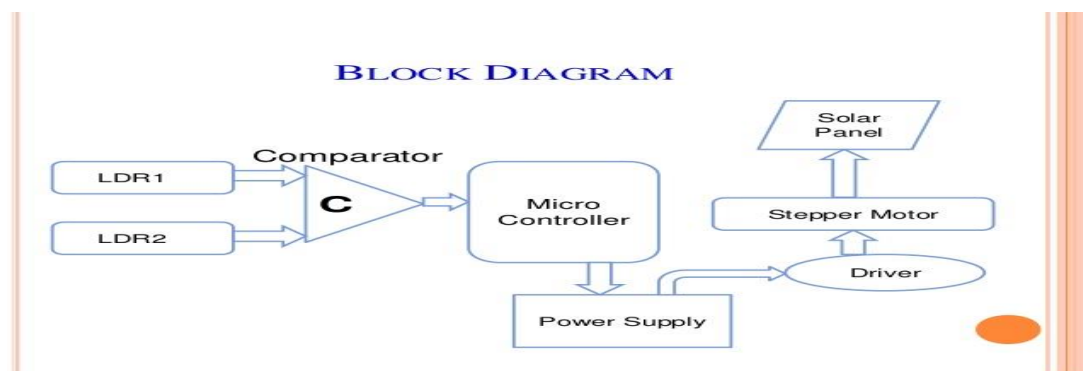 BLOCK DIAGRAM
Solar
Panel
Comparator
LDR1
C
Micro
Controller
Stepper Motor
LDR2
Driver
Power Supply